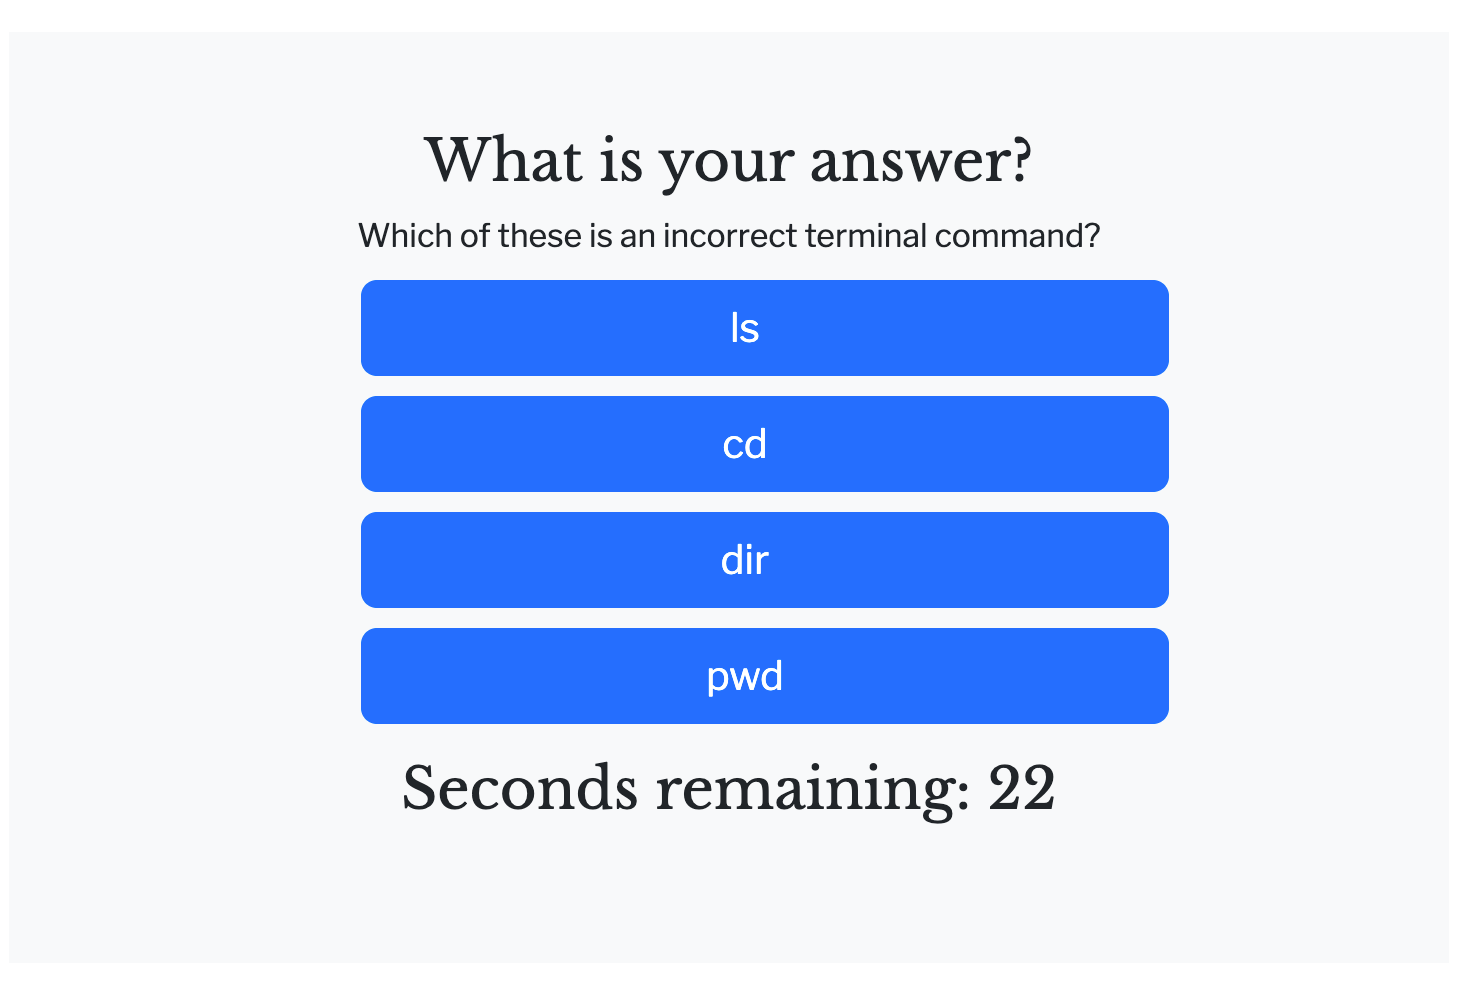 What is your answer?
Which of these is an incorrect terminal command?
ls
cd
dir
pwd
Seconds remaining: 22